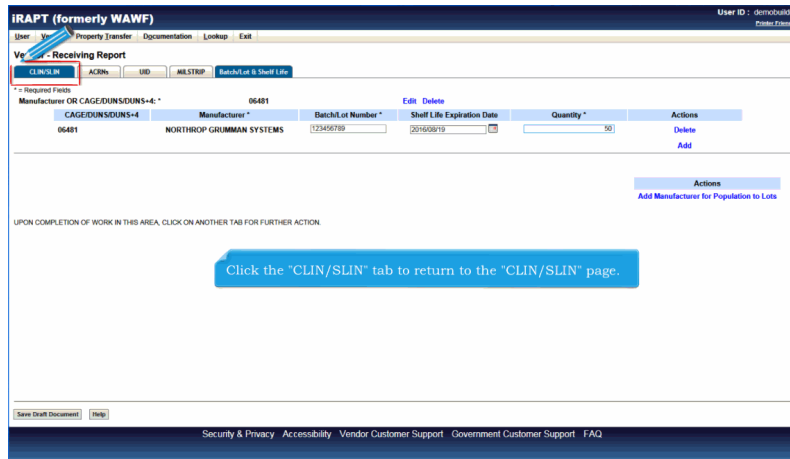 iRAPT (formerly WAWF)
User ID : demobuild
User Property Transfer Documentation Lookup Exit
Receiving Report
CLIN/SLIN ACRNs UID MILSTRIP Batch/Lot & Shelf Life
* = Required Fields
Manufacturer OR CAGE/DUNS/DUNS+4: * 06481 Edit Delete
CAGE/DUNS/DUNS+4 Manufacturer * Batch/Lot Number * Shelf Life Expiration Date Quantity * Actions
06481 NORTHROP GRUMMAN SYSTEMS 123456789 2016/08/19 50 Delete
Add
Actions
Add Manufacturer for Population to Lots
UPON COMPLETION OF WORK IN THIS AREA, CLICK ON ANOTHER TAB FOR FURTHER ACTION.
Click the "CLIN/SLIN" tab to return to the "CLIN/SLIN" page.
Save Draft Document Help
Security & Privacy Accessibility Vendor Customer Support Government Customer Support FAQ